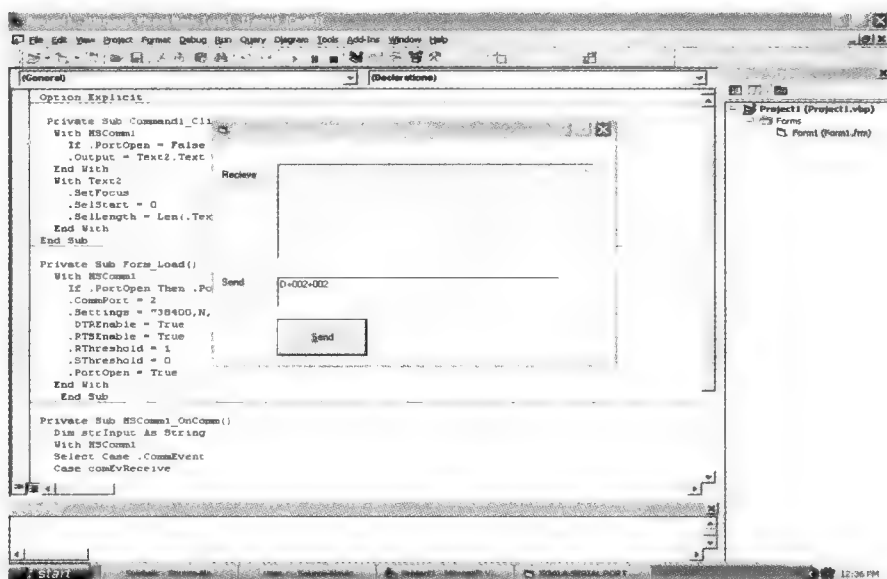 File Edit View Project Format Debug Run Query Diagram Tools Add-Ins Window Help
(General)
(Declarations)
Option Explicit
Private Sub Command1_Cli
With MSComm1
If .PortOpen = False
.Output = Text2.Text
End With
With Text2
.SetFocus
.SelStart = 0
.SelLength = Len(.Tex
End With
End Sub
Private Sub Form_Load()
With MSComm1
If .PortOpen Then .Po
.CommPort = 2
.Settings = "38400,N,
DTREnable = True
.RTSEnable = True
.RThreshold = 1
.SThreshold = 0
.PortOpen = True
End With
End Sub
Private Sub MSComm1_OnComm()
Dim strInput As String
With MSComm1
Select Case .CommEvent
Case comEvReceive
Recieve
Send
D+002+002
Send
Project1 (Project1.vbp)
Forms
Form1 (Form1.frm)
start
12:36 PM